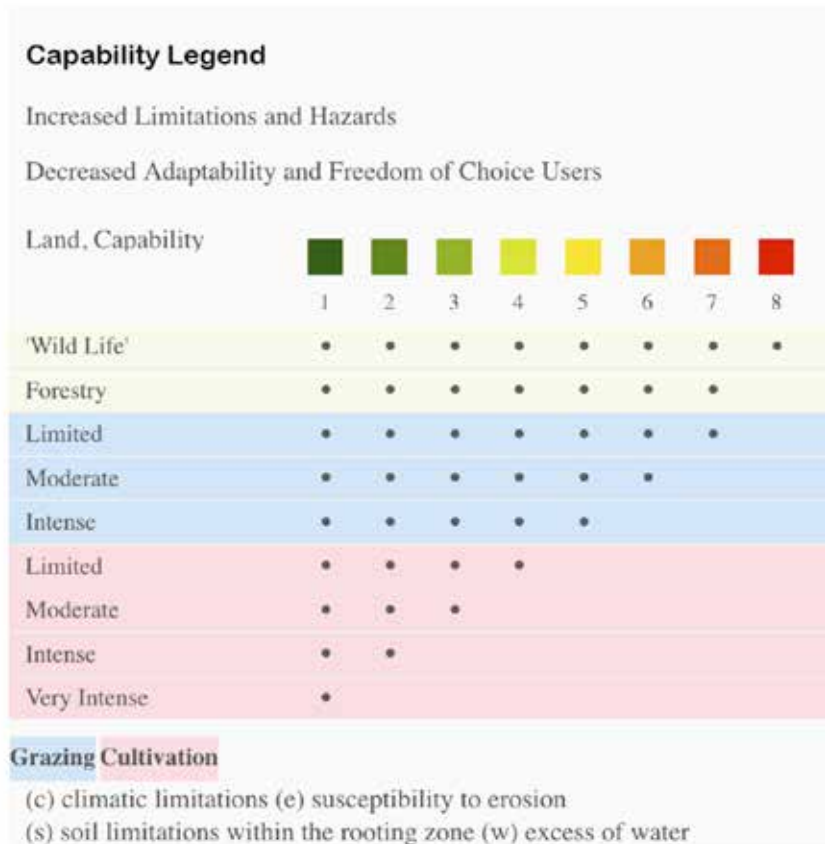 Capability Legend
Increased Limitations and Hazards
Decreased Adaptability and Freedom of Choice Users
Land, Capability
1 2 3 4 5 6 7 8
'Wild Life'
Forestry
Limited
Moderate
Intense
Limited
Moderate
Intense
Very Intense
Grazing Cultivation
(c) climatic limitations (e) susceptibility to erosion
(s) soil limitations within the rooting zone (w) excess of water